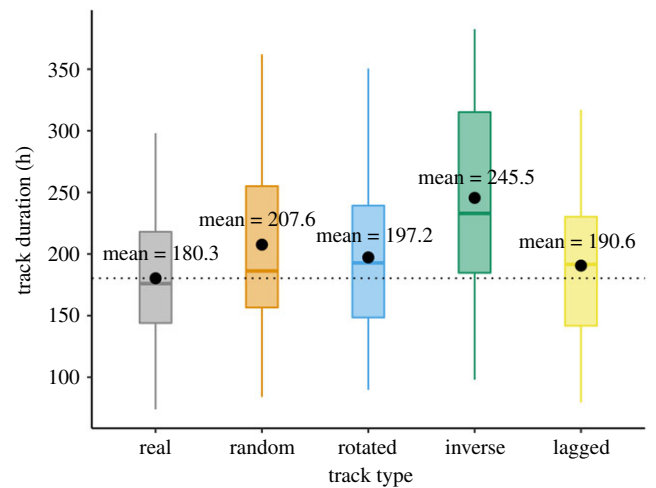 track duration (h)
350
300
250
200
150
100
mean = 180.3
mean = 207.6
mean = 197.2
mean = 245.5
mean = 190.6
real random rotated inverse lagged
track type